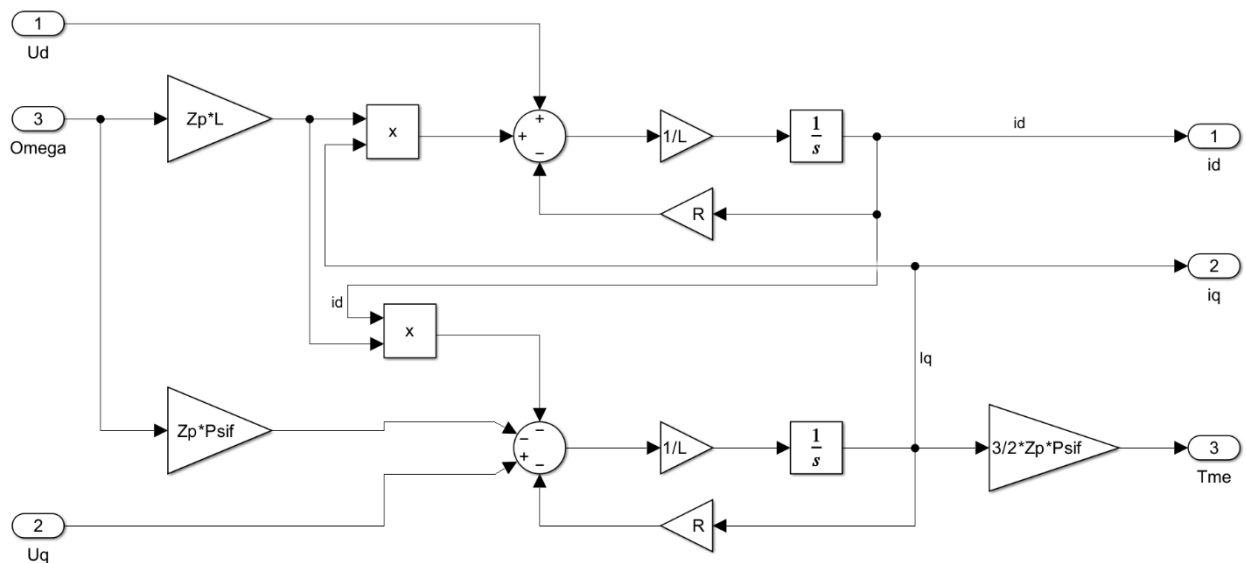 1
Ud
3
Omega
Zp*L
x
+
+
−
1/L
1
s
id
1
id
R
2
iq
id
x
Iq
Zp*Psif
−
−
+
−
1/L
1
s
3/2*Zp*Psif
3
Tme
R
2
Uq